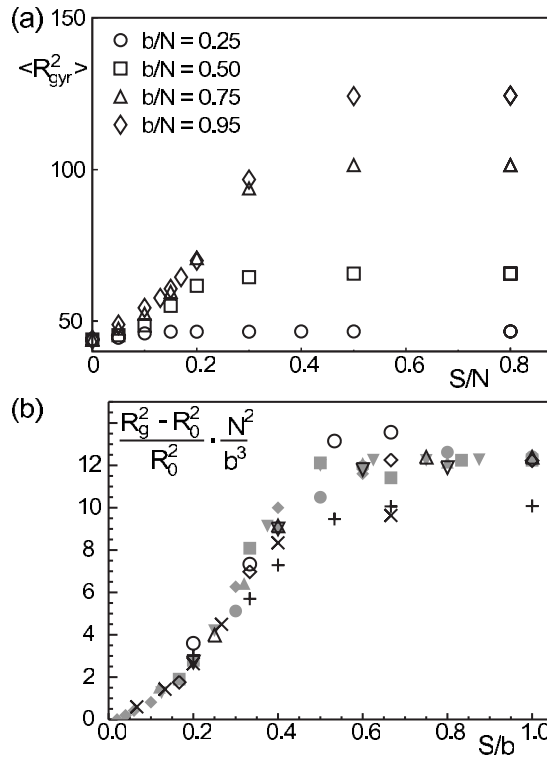 (a)
150
<R²gyr>
b/N = 0.25
b/N = 0.50
b/N = 0.75
b/N = 0.95
100
50
0 0.2 0.4 0.6 0.8
S/N
(b)
R²g - R²0 / R²0 · N² / b³
12
10
8
6
4
2
0
0.0 0.2 0.4 0.6 0.8 1.0
S/b